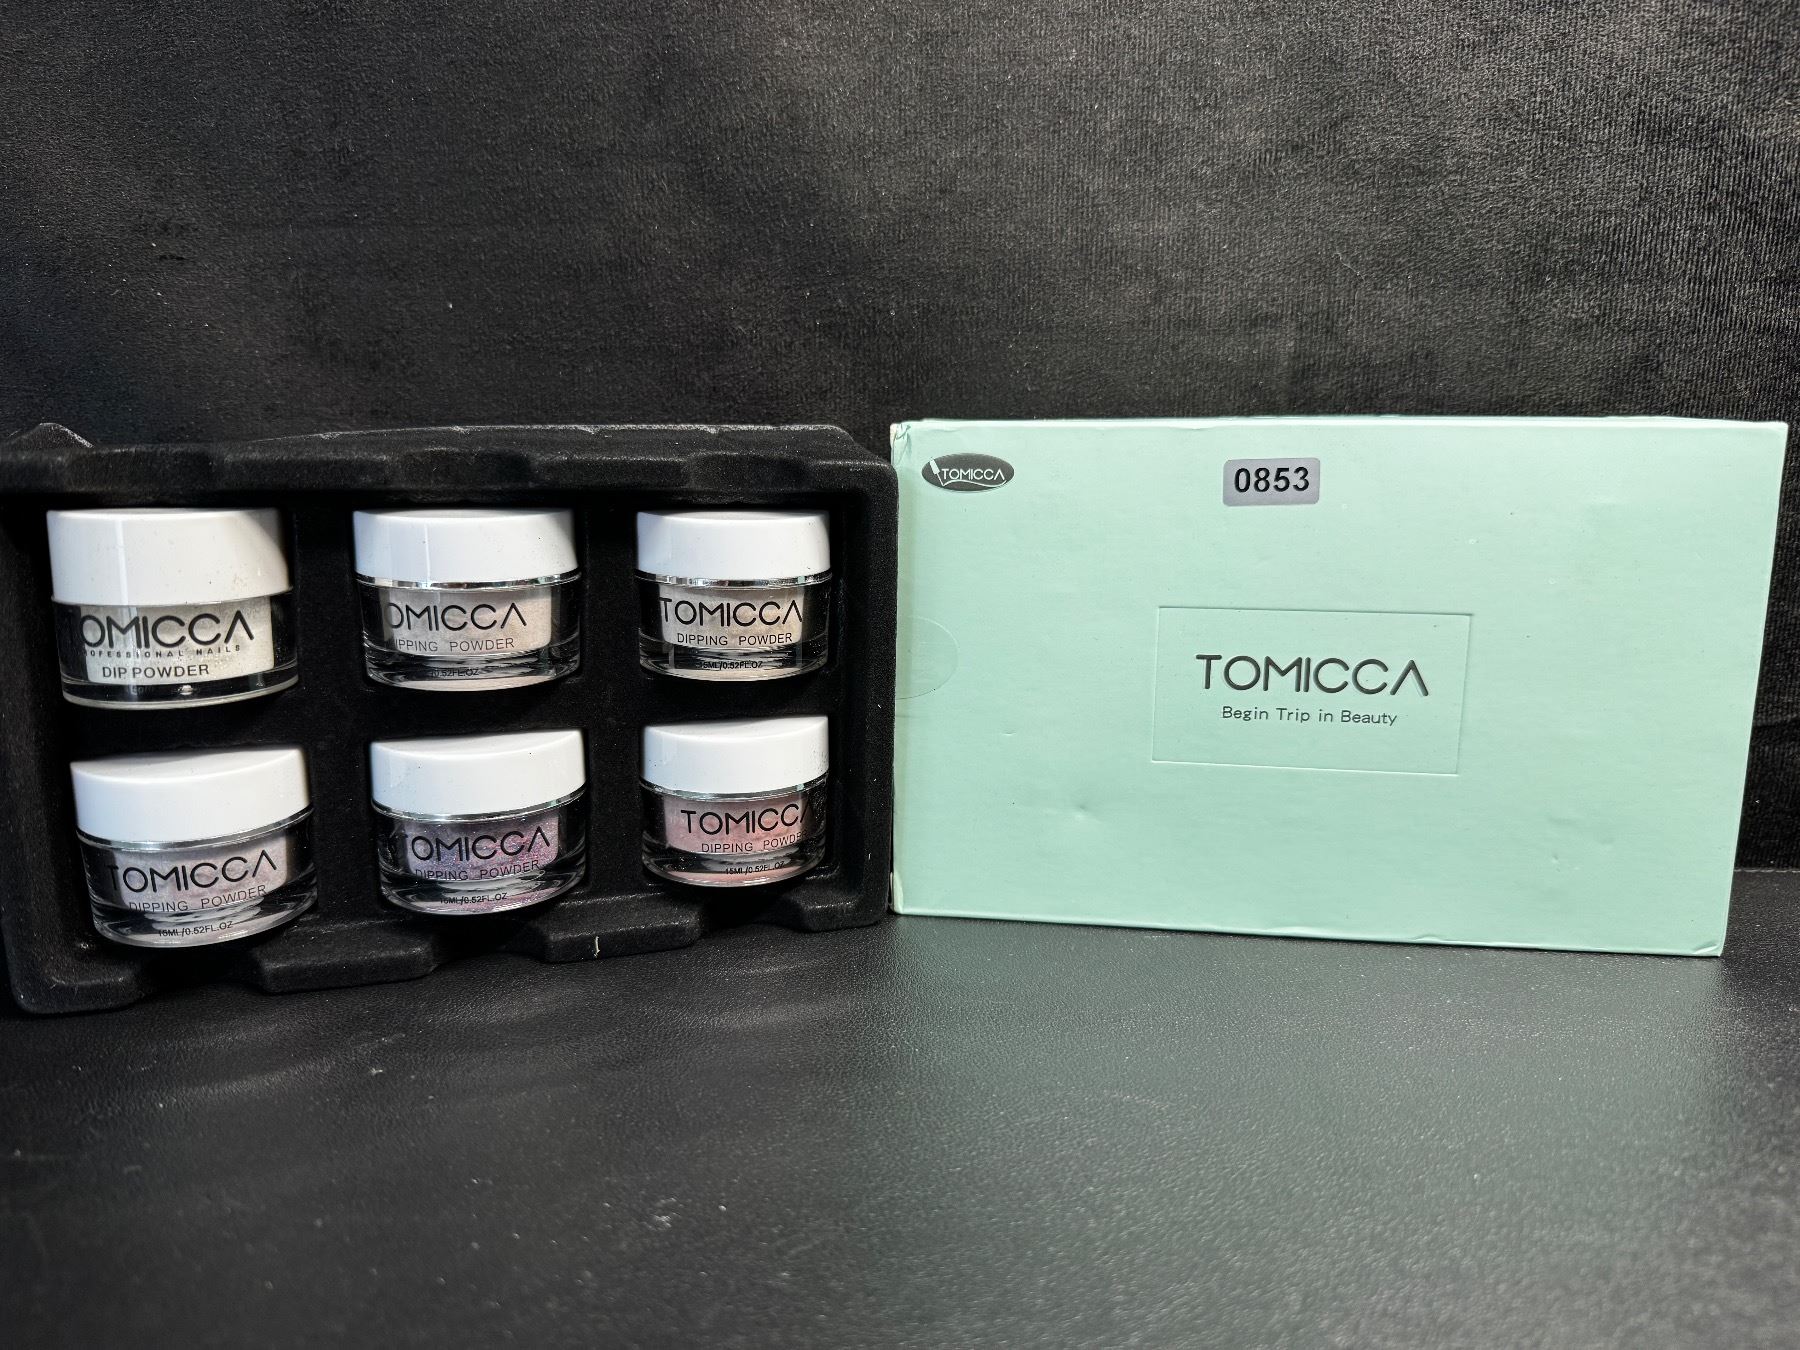 TOMICCA
PROFESSIONAL NAILS
DIP POWDER
TOMICCA
DIPPING POWDER
15ML/0.52FL.OZ
TOMICCA
DIPPING POWDER
15ML/0.52FL.OZ
TOMICCA
DIPPING POWDER
15ML/0.52FL.OZ
TOMICCA
DIPPING POWDER
15ML/0.52FL.OZ
TOMICCA
DIPPING POWDER
15ML/0.52FL.OZ
TOMICCA
0853
TOMICCA
Begin Trip in Beauty